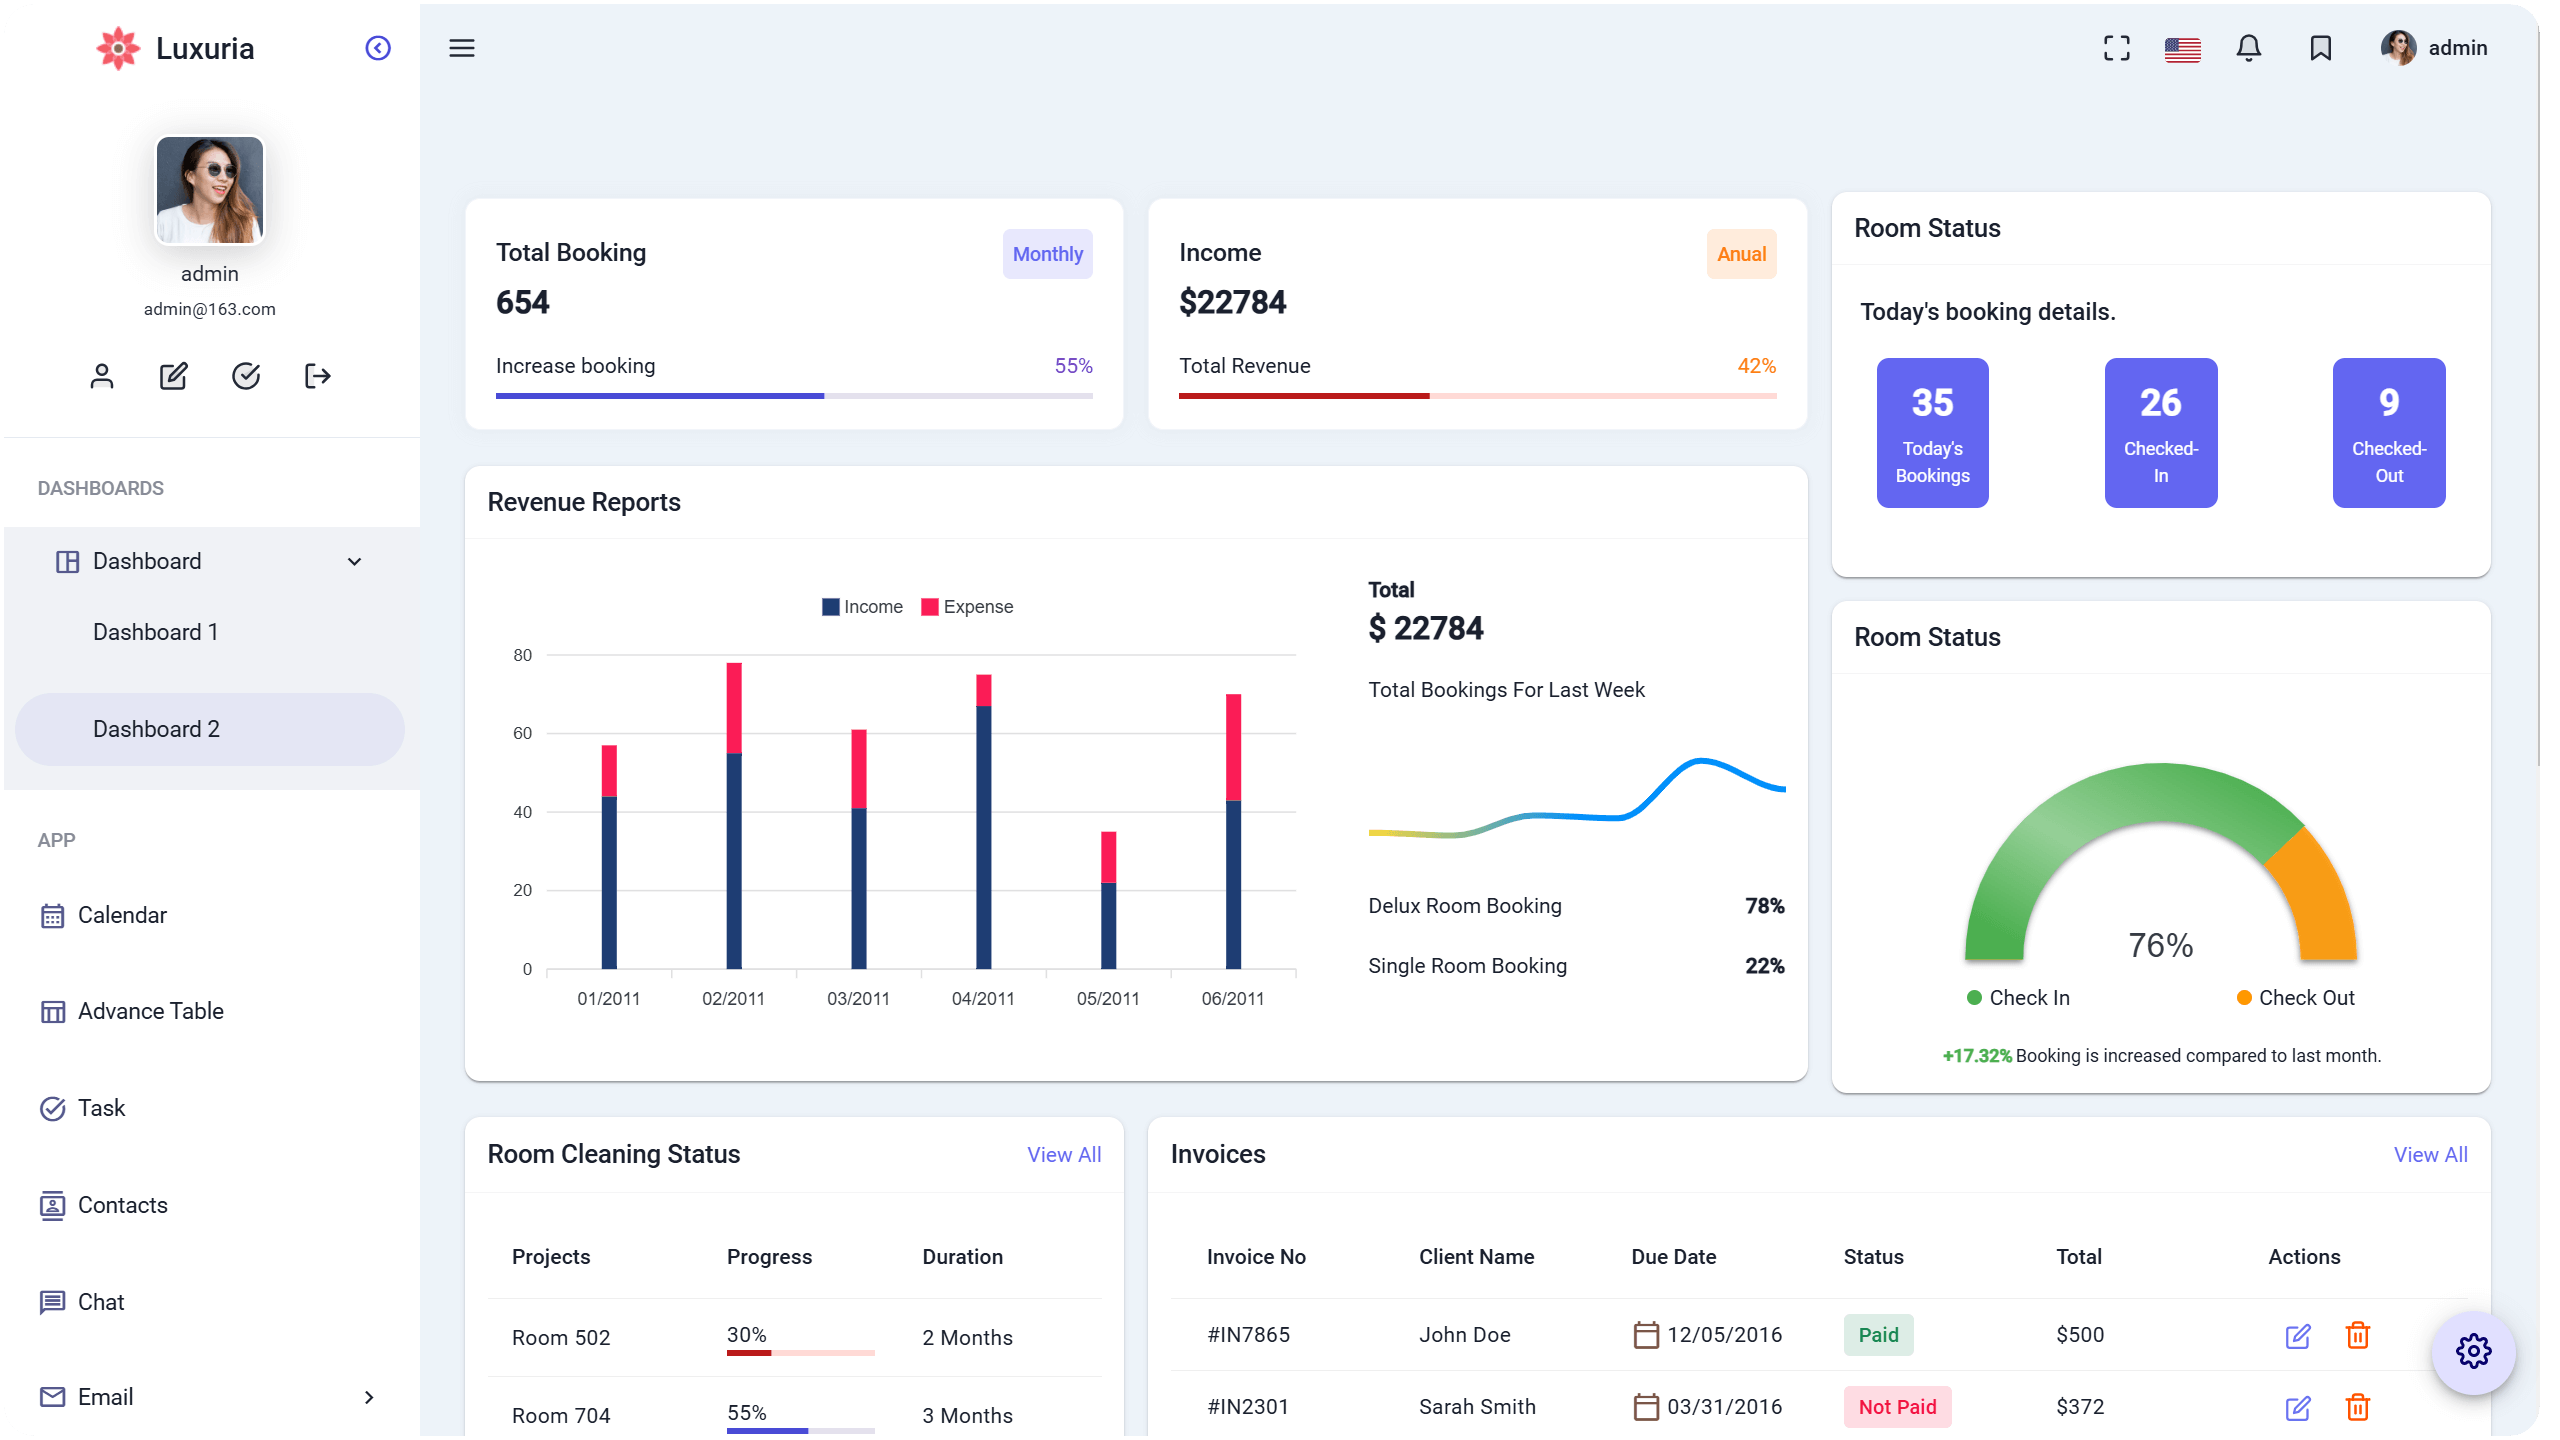 Luxuria
admin
admin
admin@163.com
DASHBOARDS
Dashboard
Dashboard 1
Dashboard 2
APP
Calendar
Advance Table
Task
Contacts
Chat
Email
Total Booking
Monthly
654
Increase booking
55%
Income
Anual
$22784
Total Revenue
42%
Room Status
Today's booking details.
35
Today's
Bookings
26
Checked-
In
9
Checked-
Out
Revenue Reports
Income
Expense
80
60
40
20
0
01/2011
02/2011
03/2011
04/2011
05/2011
06/2011
Total
$ 22784
Total Bookings For Last Week
Delux Room Booking 78%
Single Room Booking 22%
Room Status
76%
Check In
Check Out
+17.32% Booking is increased compared to last month.
Room Cleaning Status
View All
Projects Progress Duration
Room 502 30% 2 Months
Room 704 55% 3 Months
Invoices
View All
Invoice No Client Name Due Date Status Total Actions
#IN7865 John Doe 12/05/2016 Paid $500
#IN2301 Sarah Smith 03/31/2016 Not Paid $372